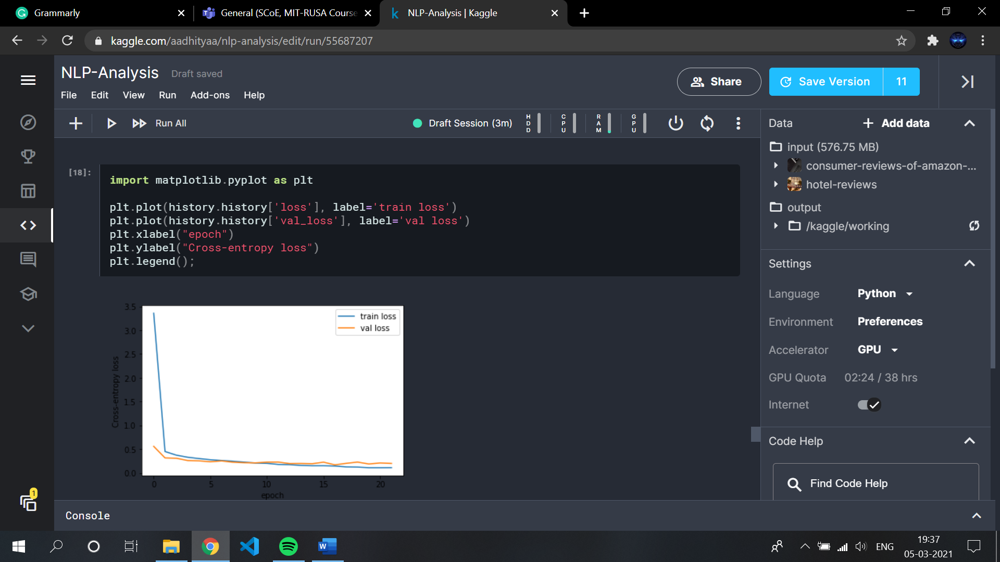 Grammarly
General (SCoE, MIT-RUSA Course
NLP-Analysis | Kaggle
kaggle.com/aadhityaa/nlp-analysis/edit/run/55687207
NLP-Analysis
Draft saved
File Edit View Run Add-ons Help
Share
Save Version 11
Run All
Draft Session (3m)
HDD
CPU
RAM
GPU
[18]:
import matplotlib.pyplot as plt
plt.plot(history.history['loss'], label='train loss')
plt.plot(history.history['val_loss'], label='val loss')
plt.xlabel("epoch")
plt.ylabel("Cross-entropy loss")
plt.legend();
3.5
3.0
2.5
2.0
1.5
1.0
0.5
0.0
Cross-entropy loss
train loss
val loss
0 5 10 15 20
epoch
Data
+ Add data
input (576.75 MB)
consumer-reviews-of-amazon-...
hotel-reviews
output
/kaggle/working
Settings
Language Python
Environment Preferences
Accelerator GPU
GPU Quota 02:24 / 38 hrs
Internet
Code Help
Find Code Help
1
Console
W
ENG
19:37
05-03-2021